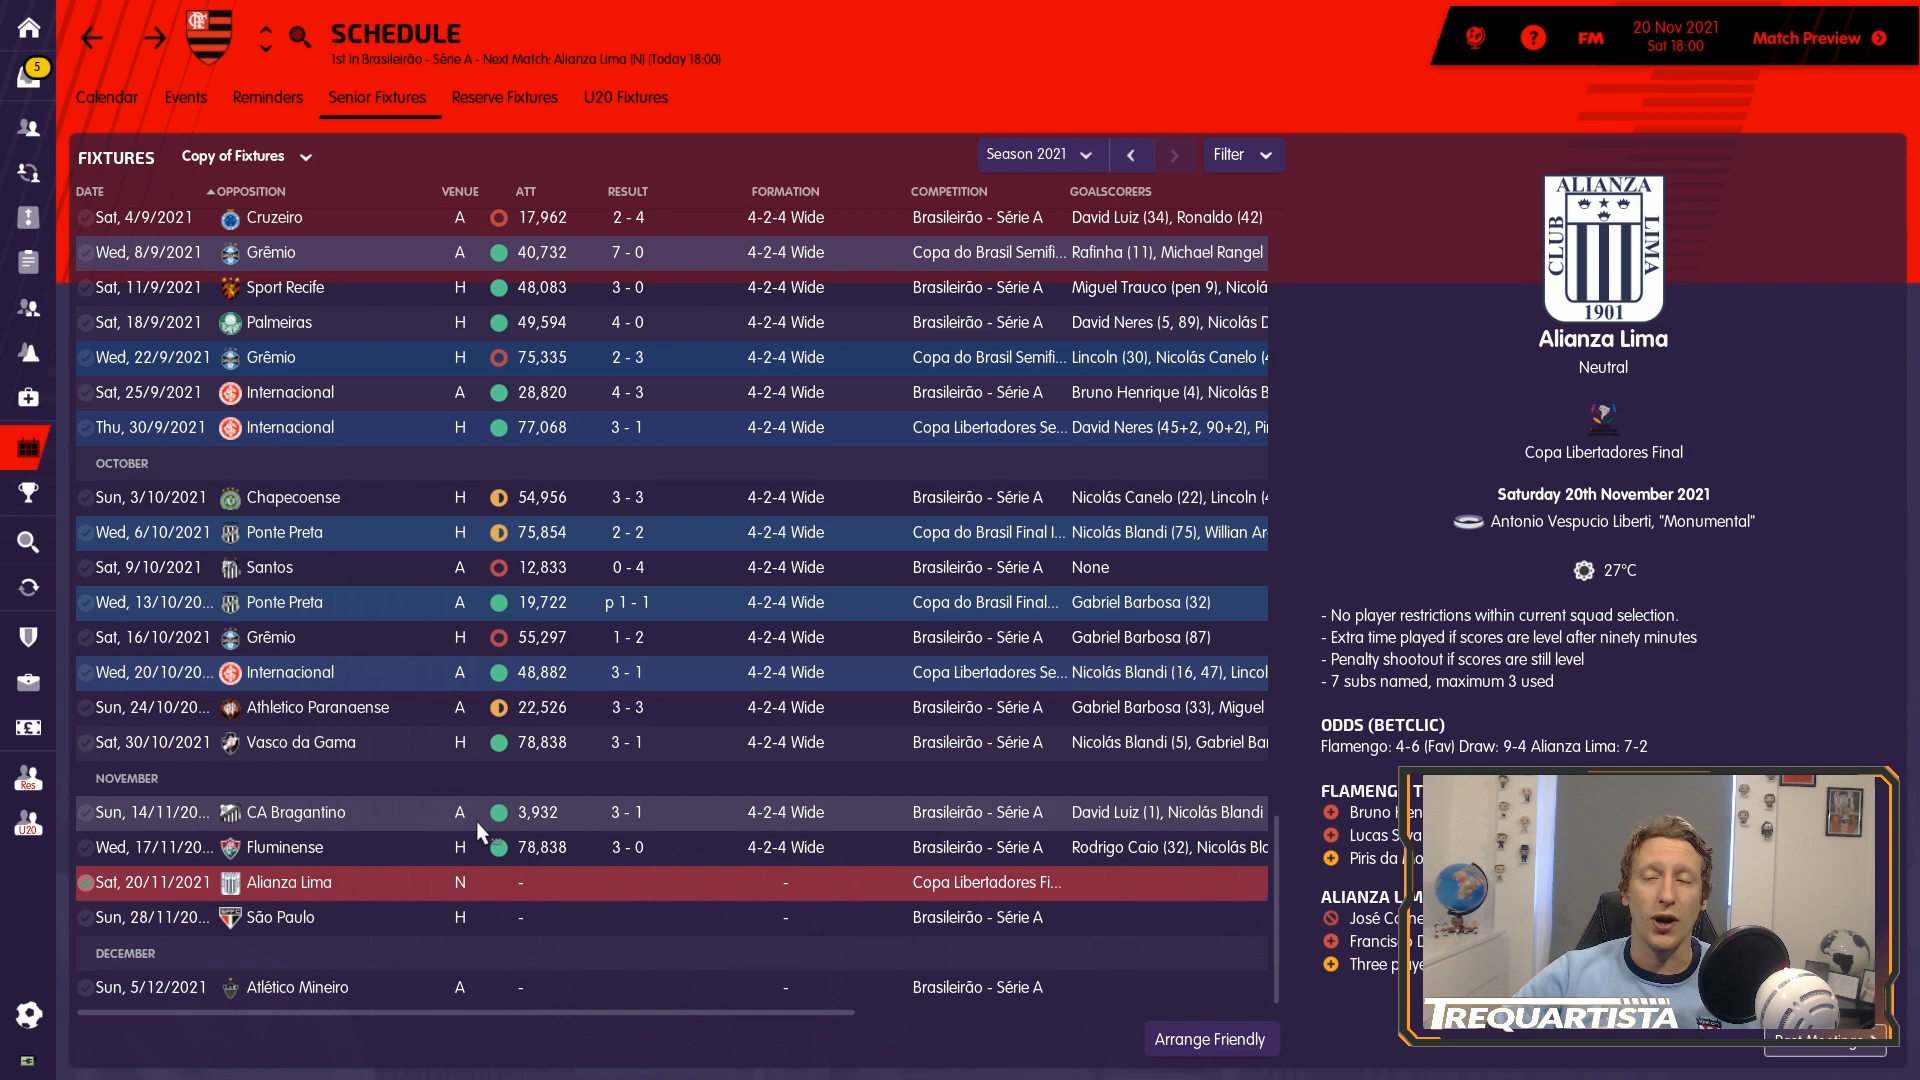 SCHEDULE
1st in Brasileirão - Série A - Next Match: Alianza Lima (N) (Today 18:00)
5
FM
20 Nov 2021
Sat 18:00
Match Preview
Calendar Events Reminders Senior Fixtures Reserve Fixtures U20 Fixtures
FIXTURES Copy of Fixtures Season 2021 Filter
DATE OPPOSITION VENUE ATT RESULT FORMATION COMPETITION GOALSCORERS
Sat, 4/9/2021 Cruzeiro A 17,962 2 - 4 4-2-4 Wide Brasileirão - Série A David Luiz (34), Ronaldo (42)
Wed, 8/9/2021 Grêmio A 40,732 7 - 0 4-2-4 Wide Copa do Brasil Semifi... Rafinha (11), Michael Rangel
Sat, 11/9/2021 Sport Recife H 48,083 3 - 0 4-2-4 Wide Brasileirão - Série A Miguel Trauco (pen 9), Nicolá
Sat, 18/9/2021 Palmeiras H 49,594 4 - 0 4-2-4 Wide Brasileirão - Série A David Neres (5, 89), Nicolás
Wed, 22/9/2021 Grêmio H 75,335 2 - 3 4-2-4 Wide Copa do Brasil Semifi... Lincoln (30), Nicolás Canelo
Sat, 25/9/2021 Internacional A 28,820 4 - 3 4-2-4 Wide Brasileirão - Série A Bruno Henrique (4), Nicolás B
Thu, 30/9/2021 Internacional H 77,068 3 - 1 4-2-4 Wide Copa Libertadores Se... David Neres (45+2, 90+2), Pi
OCTOBER
Sun, 3/10/2021 Chapecoense H 54,956 3 - 3 4-2-4 Wide Brasileirão - Série A Nicolás Canelo (22), Lincoln
Wed, 6/10/2021 Ponte Preta H 75,854 2 - 2 4-2-4 Wide Copa do Brasil Final I... Nicolás Blandi (75), Willian Ar
Sat, 9/10/2021 Santos A 12,833 0 - 4 4-2-4 Wide Brasileirão - Série A None
Wed, 13/10/20... Ponte Preta A 19,722 p 1 - 1 4-2-4 Wide Copa do Brasil Final... Gabriel Barbosa (32)
Sat, 16/10/2021 Grêmio H 55,297 1 - 2 4-2-4 Wide Brasileirão - Série A Gabriel Barbosa (87)
Wed, 20/10/20... Internacional A 48,882 3 - 1 4-2-4 Wide Copa Libertadores Se... Nicolás Blandi (16, 47), Lincol
Sun, 24/10/20... Athletico Paranaense A 22,526 3 - 3 4-2-4 Wide Brasileirão - Série A Gabriel Barbosa (33), Miguel
Sat, 30/10/2021 Vasco da Gama H 78,838 3 - 1 4-2-4 Wide Brasileirão - Série A Nicolás Blandi (5), Gabriel Bar
NOVEMBER
Sun, 14/11/20... CA Bragantino A 3,932 3 - 1 4-2-4 Wide Brasileirão - Série A David Luiz (1), Nicolás Blandi
Wed, 17/11/20... Fluminense H 78,838 3 - 0 4-2-4 Wide Brasileirão - Série A Rodrigo Caio (32), Nicolás Bla
Sat, 20/11/2021 Alianza Lima N - - Copa Libertadores Fi...
Sun, 28/11/20... São Paulo H - - Brasileirão - Série A
DECEMBER
Sun, 5/12/2021 Atlético Mineiro A - - Brasileirão - Série A
Arrange Friendly
Res
U20
ALIANZA
CLUB LIMA
1901
Alianza Lima
Neutral
Copa Libertadores Final
Saturday 20th November 2021
Antonio Vespucio Liberti, "Monumental"
27°C
- No player restrictions within current squad selection.
- Extra time played if scores are level after ninety minutes
- Penalty shootout if scores are still level
- 7 subs named, maximum 3 used
ODDS (BETCLIC)
Flamengo: 4-6 (Fav) Draw: 9-4 Alianza Lima: 7-2
FLAMENG T
Bruno Hen
Lucas S va
Piris da Mo
ALIANZA L M
José C
Francis
Three p
TREQUARTISTA